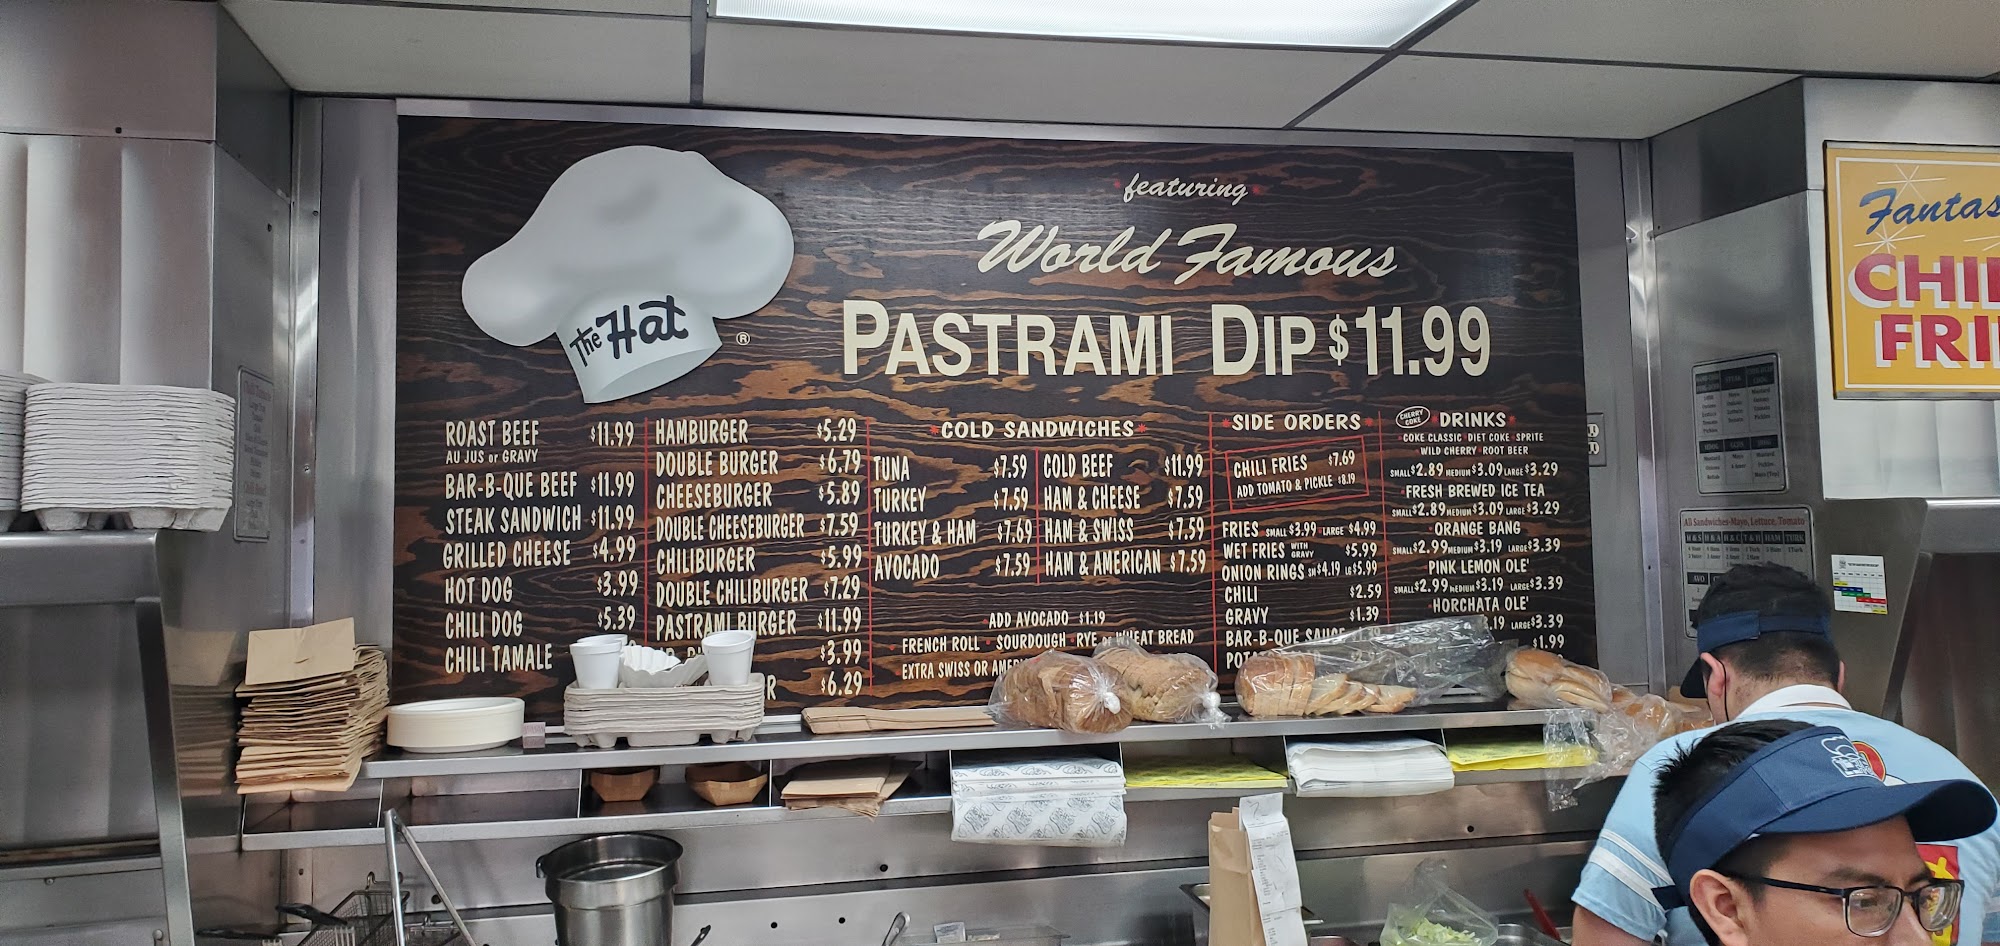 The Hat ®
featuring
World Famous
PASTRAMI DIP $11.99
ROAST BEEF $11.99
AU JUS or GRAVY
BAR-B-QUE BEEF $11.99
STEAK SANDWICH $11.99
GRILLED CHEESE $4.99
HOT DOG $3.99
CHILI DOG $5.39
CHILI TAMALE
HAMBURGER $5.29
DOUBLE BURGER $6.79
CHEESEBURGER $5.89
DOUBLE CHEESEBURGER $7.59
CHILIBURGER $5.99
DOUBLE CHILIBURGER $7.29
PASTRAMI BURGER $11.99
$3.99
R $6.29
COLD SANDWICHES
TUNA $7.59
TURKEY $7.59
TURKEY & HAM $7.69
AVOCADO $7.59
COLD BEEF $11.99
HAM & CHEESE $7.59
HAM & SWISS $7.59
HAM & AMERICAN $7.59
ADD AVOCADO $1.19
FRENCH ROLL SOURDOUGH RYE or WHEAT BREAD
EXTRA SWISS OR AMER
SIDE ORDERS
CHILI FRIES $7.69
ADD TOMATO & PICKLE $8.19
FRIES SMALL $3.99 LARGE $4.99
WET FRIES WITH GRAVY $5.99
ONION RINGS SM $4.19 LG $5.99
CHILI $2.59
GRAVY $1.39
BAR-B-QUE SAUCE
POT
CHERRY COKE
DRINKS
COKE CLASSIC DIET COKE SPRITE
WILD CHERRY ROOT BEER
SMALL $2.89 MEDIUM $3.09 LARGE $3.29
FRESH BREWED ICE TEA
SMALL $2.89 MEDIUM $3.09 LARGE $3.29
ORANGE BANG
SMALL $2.99 MEDIUM $3.19 LARGE $3.39
PINK LEMON OLE'
SMALL $2.99 MEDIUM $3.19 LARGE $3.39
HORCHATA OLE'
.19 LARGE $3.39
$1.99
Fantas
CHI
FRI
All Sandwiches-Mayo, Lettuce, Tomato